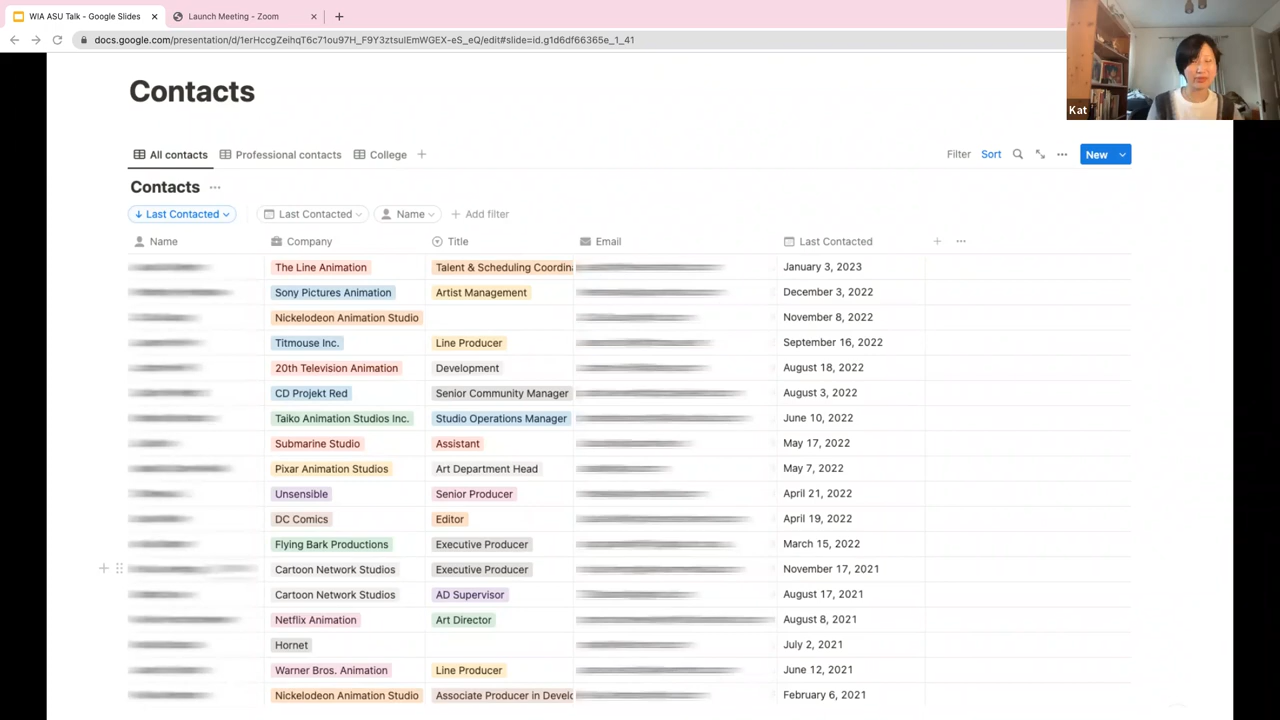 WIA ASU Talk - Google Slides
Launch Meeting - Zoom
docs.google.com/presentation/d/1erHccgZeihqT6c71ou97H_F9Y3ztsuIEmWGEX-eS_eQ/edit#slide=id.g1d6df66365e_1_41
Kat
Contacts
All contacts Professional contacts College
Filter Sort New
Contacts
Last Contacted Last Contacted Name Add filter
Name Company Title Email Last Contacted
The Line Animation Talent & Scheduling Coordina January 3, 2023
Sony Pictures Animation Artist Management December 3, 2022
Nickelodeon Animation Studio November 8, 2022
Titmouse Inc. Line Producer September 16, 2022
20th Television Animation Development August 18, 2022
CD Projekt Red Senior Community Manager August 3, 2022
Taiko Animation Studios Inc. Studio Operations Manager June 10, 2022
Submarine Studio Assistant May 17, 2022
Pixar Animation Studios Art Department Head May 7, 2022
Unsensible Senior Producer April 21, 2022
DC Comics Editor April 19, 2022
Flying Bark Productions Executive Producer March 15, 2022
Cartoon Network Studios Executive Producer November 17, 2021
Cartoon Network Studios AD Supervisor August 17, 2021
Netflix Animation Art Director August 8, 2021
Hornet July 2, 2021
Warner Bros. Animation Line Producer June 12, 2021
Nickelodeon Animation Studio Associate Producer in Develo February 6, 2021